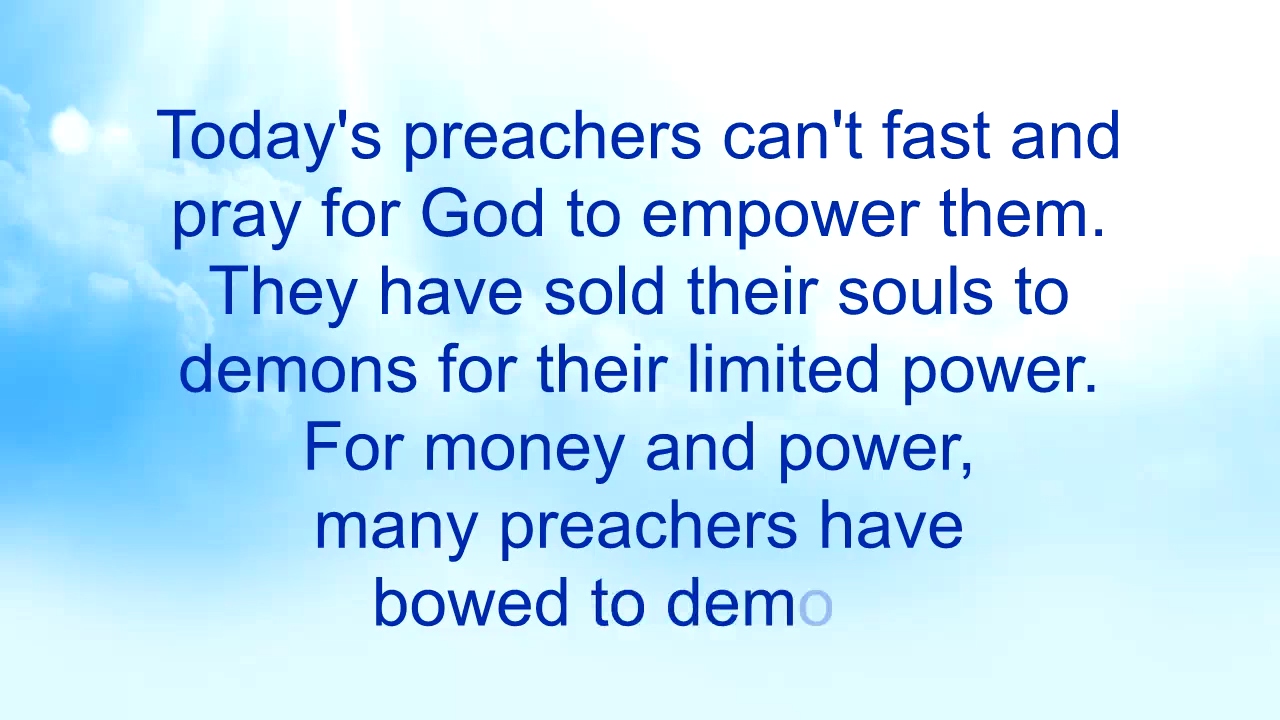 Today's preachers can't fast and
pray for God to empower them.
They have sold their souls to
demons for their limited power.
For money and power,
many preachers have
bowed to demo